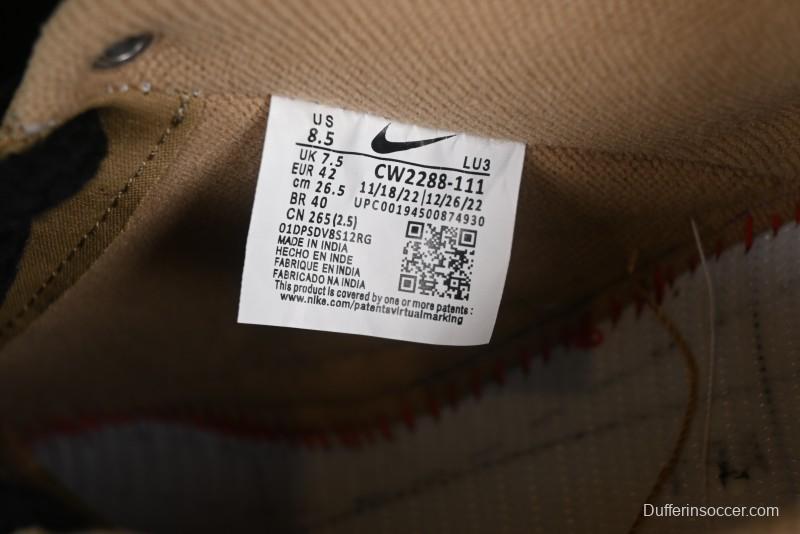 US
8.5
LU3
UK 7.5
CW2288-111
EUR 42
11/18/22 | 12/26/22
cm 26.5
UPC00194500874930
BR 40
CN 265(2.5)
01DPSDV8S12RG
MADE IN INDIA
HECHO EN INDE
FABRIQUE EN INDIA
FABRICADO NA INDIA
This product is covered by one or more patents :
www.nike.com/patentsvirtualmarking
Dufferinsoccer.com